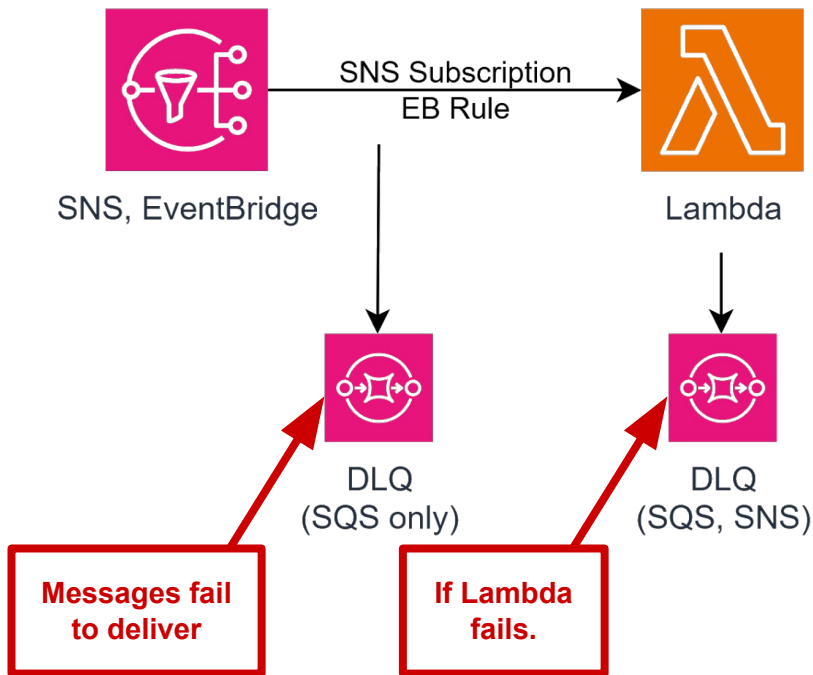 SNS Subscription
EB Rule
SNS, EventBridge
Lambda
DLQ
(SQS only)
DLQ
(SQS, SNS)
Messages fail
to deliver
If Lambda
fails.